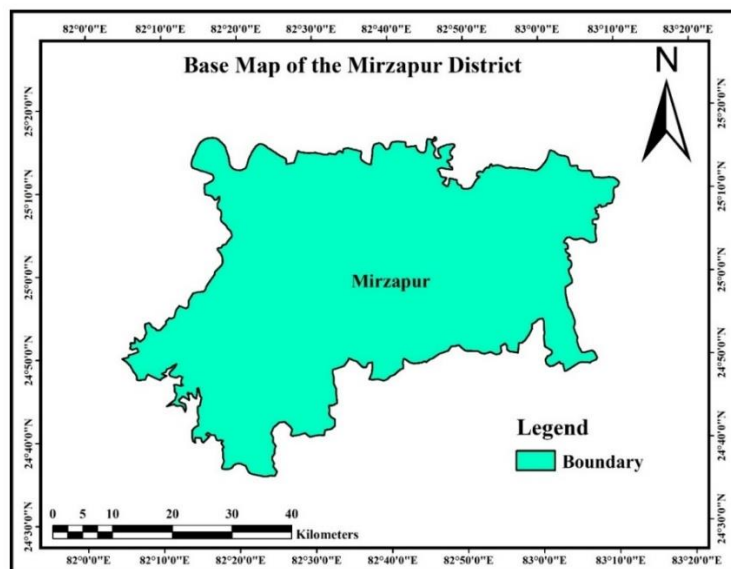 82°0'0"E 82°10'0"E 82°20'0"E 82°30'0"E 82°40'0"E 82°50'0"E 83°0'0"E 83°10'0"E 83°20'0"E
Base Map of the Mirzapur District
N
25°20'0"N
25°10'0"N
25°0'0"N
24°50'0"N
24°40'0"N
24°30'0"N
25°20'0"N
25°10'0"N
25°0'0"N
24°50'0"N
24°40'0"N
24°30'0"N
Mirzapur
Legend
Boundary
0 5 10 20 30 40
Kilometers
82°0'0"E 82°10'0"E 82°20'0"E 82°30'0"E 82°40'0"E 82°50'0"E 83°0'0"E 83°10'0"E 83°20'0"E